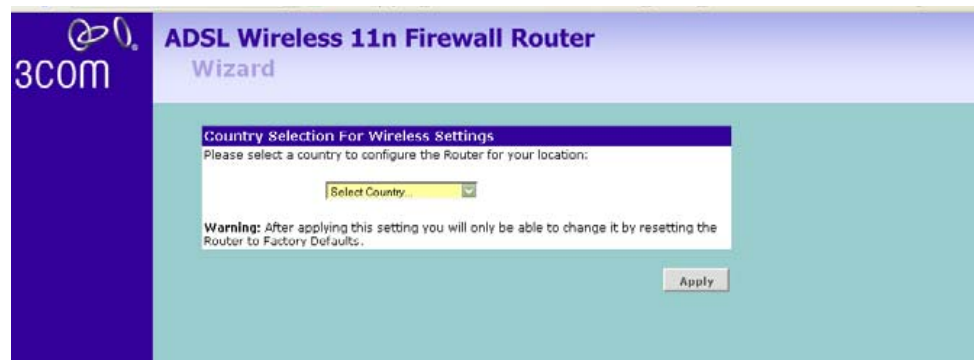 3COM
ADSL Wireless 11n Firewall Router
Wizard
Country Selection For Wireless Settings
Please select a country to configure the Router for your location:
Select Country...
Warning: After applying this setting you will only be able to change it by resetting the
Router to Factory Defaults.
Apply